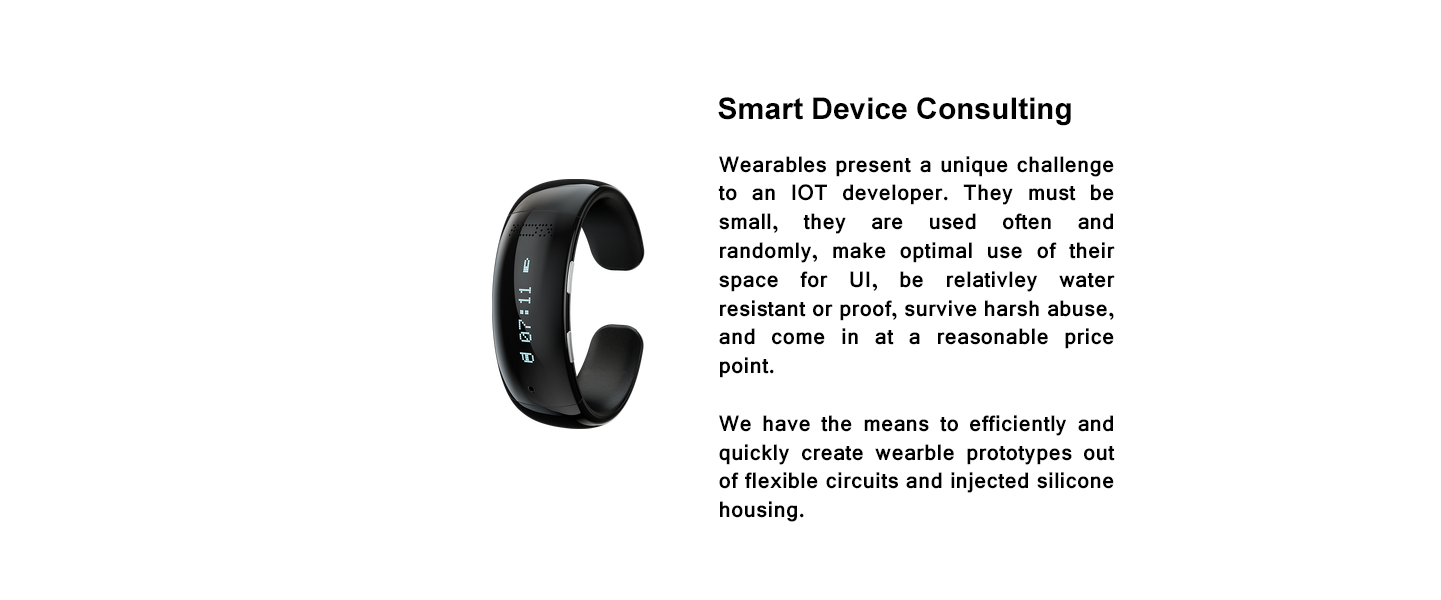 Smart Device Consulting
Wearables present a unique challenge
to an IOT developer. They must be
small, they are used often and
randomly, make optimal use of their
space for UI, be relativley water
resistant or proof, survive harsh abuse,
and come in at a reasonable price
point.
We have the means to efficiently and
quickly create wearble prototypes out
of flexible circuits and injected silicone
housing.
07:11